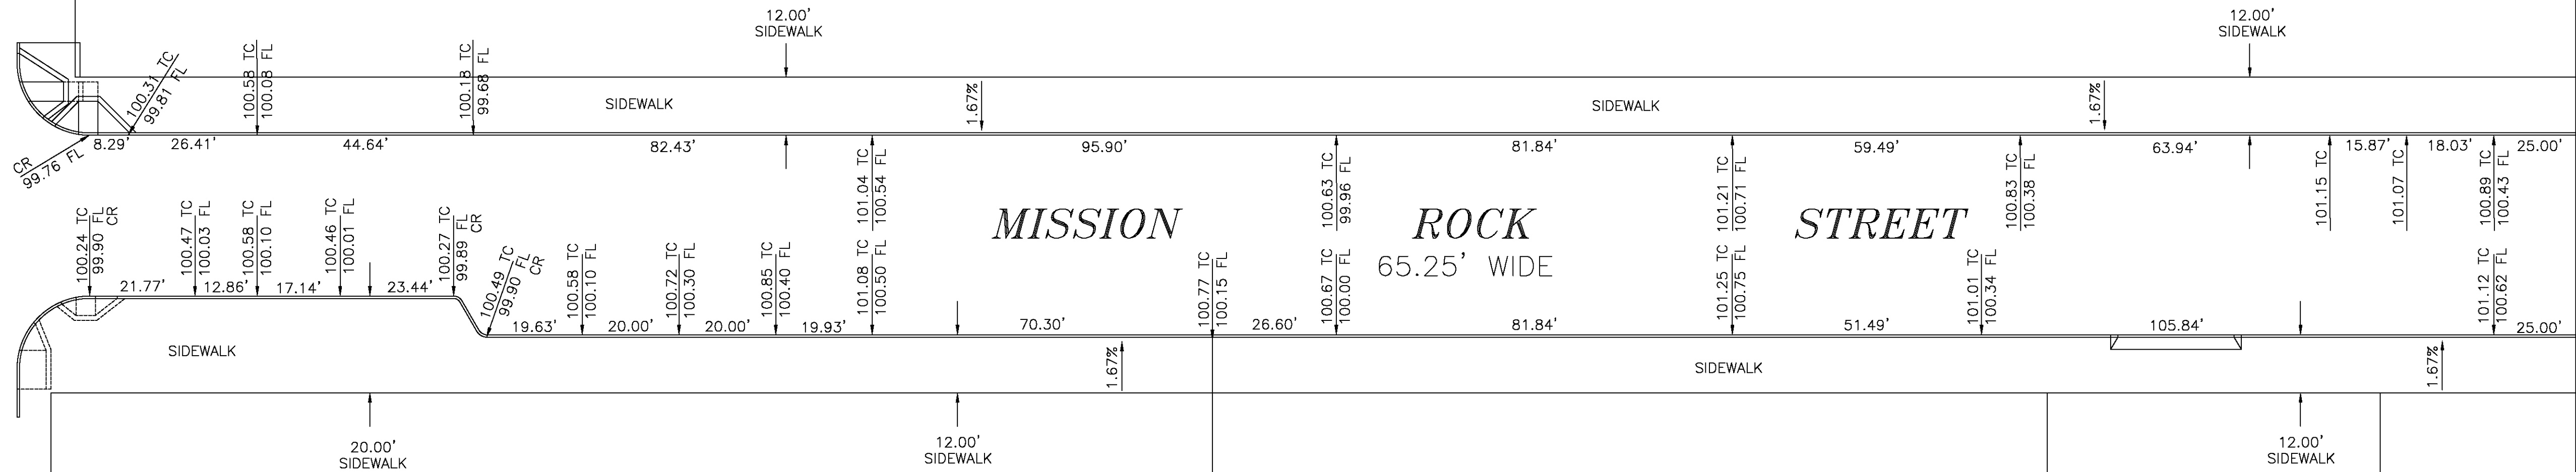 12.00'
SIDEWALK
12.00'
SIDEWALK
100.31 TC
99.81 FL
100.58 TC
100.08 FL
100.18 TC
99.68 FL
SIDEWALK
1.67%
SIDEWALK
1.67%
CR
99.76 FL
8.29'
26.41'
44.64'
82.43'
95.90'
81.84'
59.49'
63.94'
15.87'
18.03'
25.00'
101.04 TC
100.54 FL
100.63 TC
99.96 FL
101.21 TC
100.71 FL
100.83 TC
100.38 FL
101.15 TC
101.07 TC
100.89 TC
100.43 FL
MISSION ROCK STREET
65.25' WIDE
100.24 TC
99.90 FL
CR
100.47 TC
100.03 FL
100.58 TC
100.10 FL
100.46 TC
100.01 FL
100.27 TC
99.89 FL
CR
100.49 TC
99.90 FL
CR
100.58 TC
100.10 FL
100.72 TC
100.30 FL
100.85 TC
100.40 FL
101.08 TC
100.50 FL
100.77 TC
100.15 FL
100.67 TC
100.00 FL
101.25 TC
100.75 FL
101.01 TC
100.34 FL
101.12 TC
100.62 FL
21.77'
12.86'
17.14'
23.44'
19.63'
20.00'
20.00'
19.93'
70.30'
26.60'
81.84'
51.49'
105.84'
25.00'
SIDEWALK
1.67%
SIDEWALK
1.67%
20.00'
SIDEWALK
12.00'
SIDEWALK
12.00'
SIDEWALK